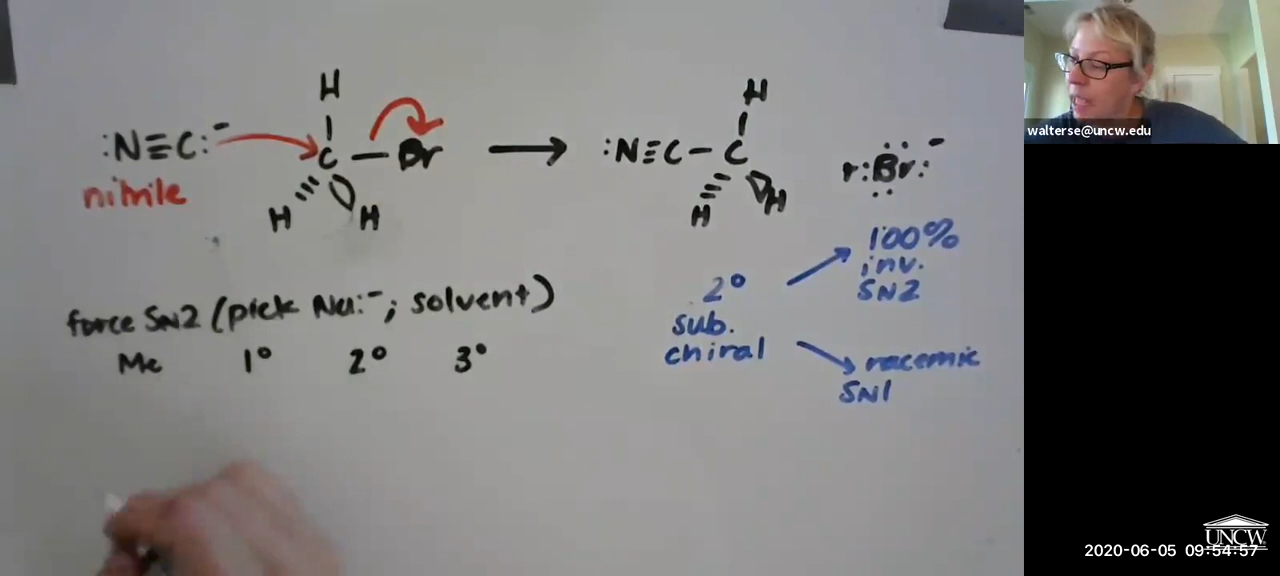 H
:N≡C:⁻ C — Br → :N≡C-C H r:Br:⁻
nitrile
H H
H H
force SN2 (pick Nu:⁻; solvent)
Me 1° 2° 3°
2°
sub.
chiral
100%
inv.
SN2
racemic
SN1
walterse@uncw.edu
UNCW
2020-06-05 09:54:57